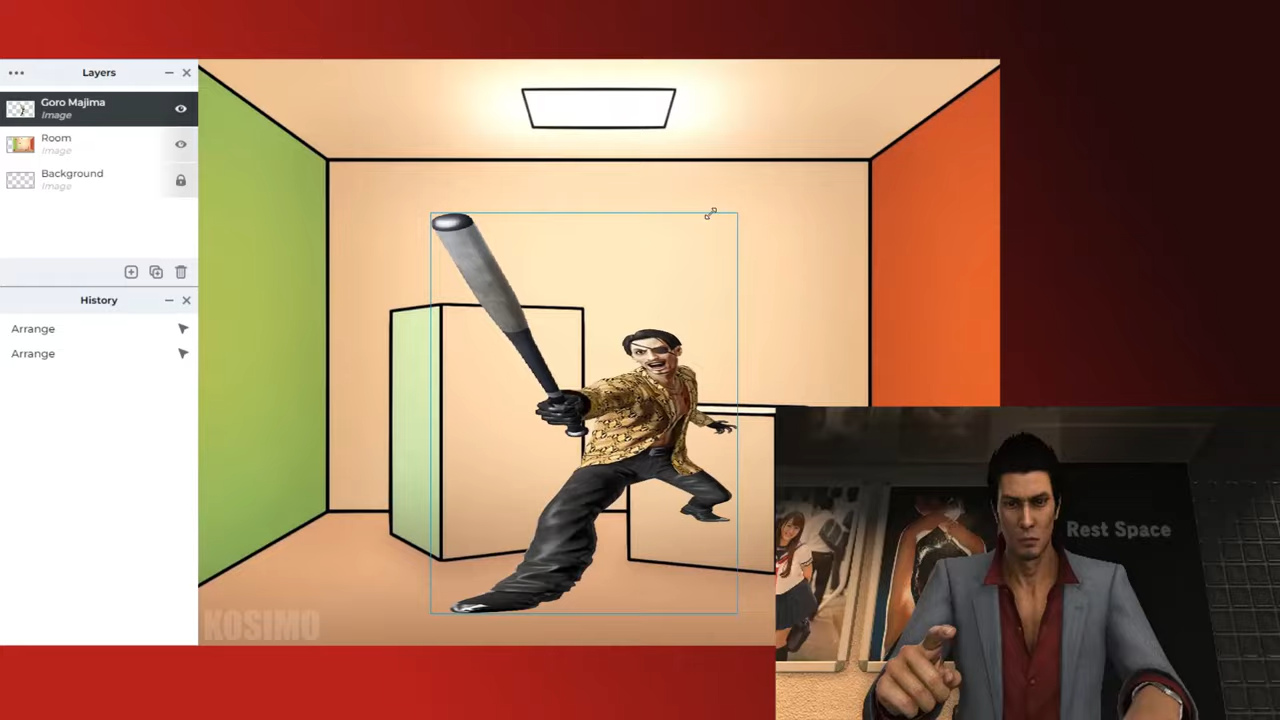 Layers
Goro Majima
Image
Room
Image
Background
Image
History
Arrange
Arrange
KOSIMO
Rest Space